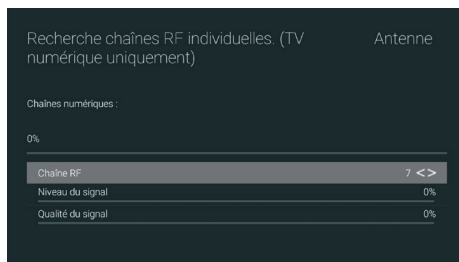 Recherche chaînes RF individuelles. (TV numérique uniquement)
Antenne
Chaînes numériques :
0%
Chaîne RF 7 < >
Niveau du signal 0%
Qualité du signal 0%